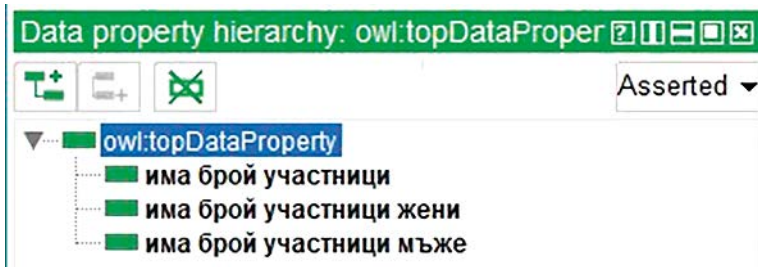 Data property hierarchy: owl:topDataProper
Asserted
owl:topDataProperty
има брой участници
има брой участници жени
има брой участници мъже